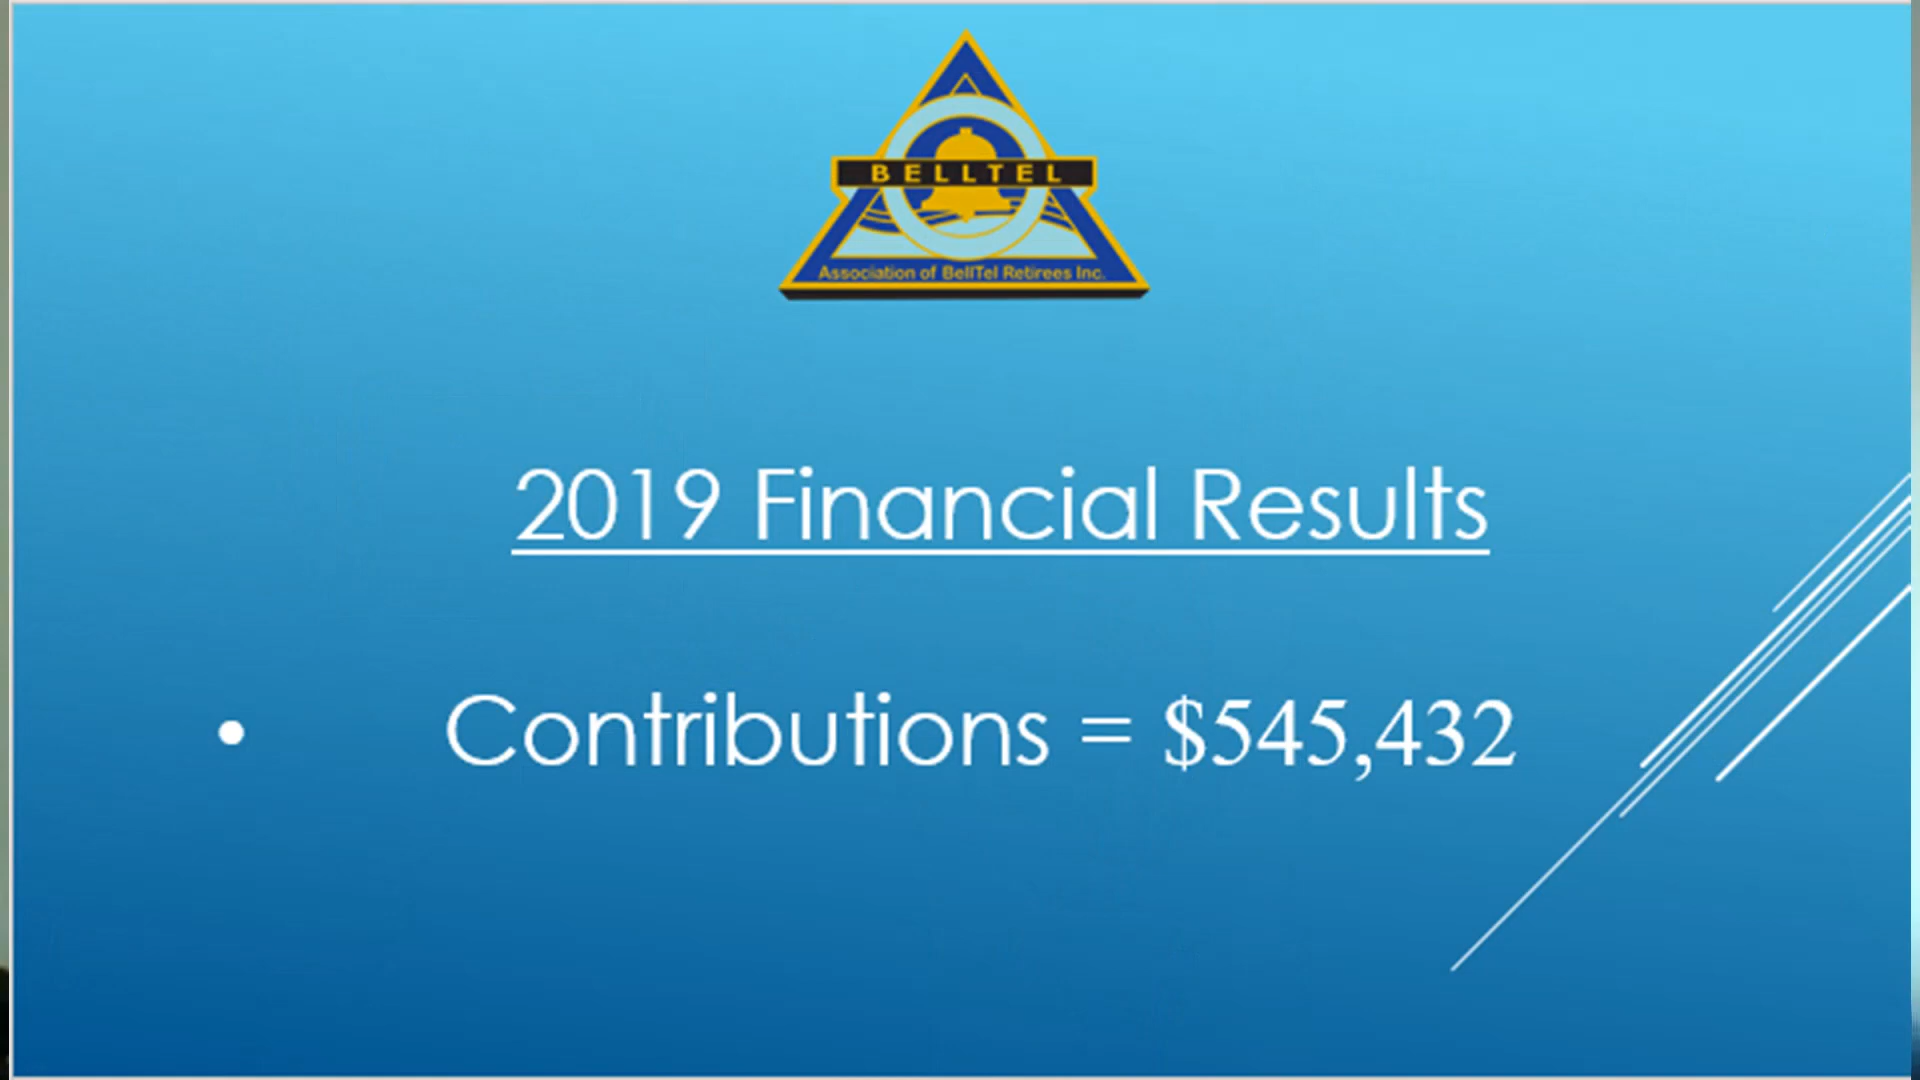 BELLTEL
Association of BellTel Retirees Inc.
2019 Financial Results
• Contributions = $545,432